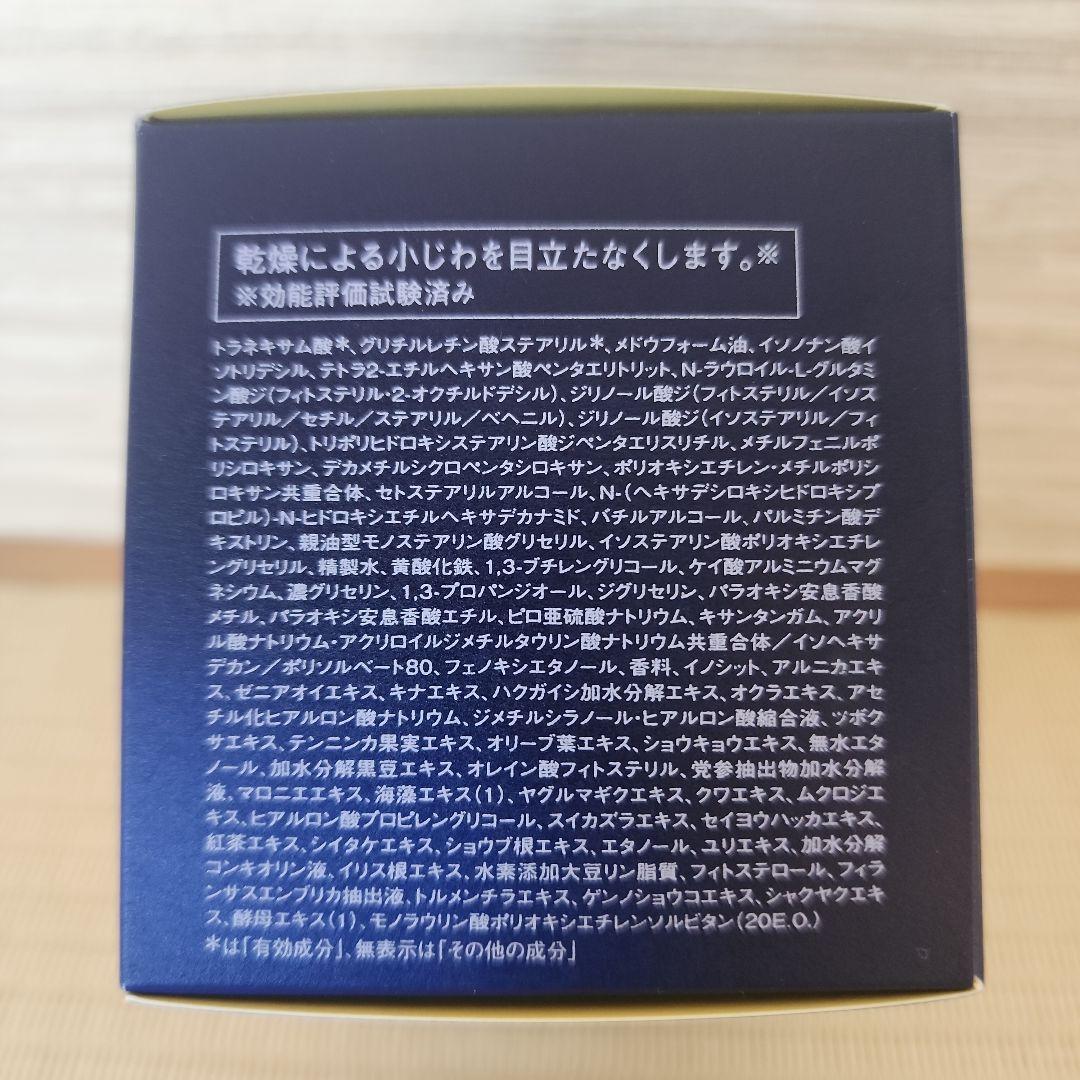 乾燥による小じわを目立たなくします。※
※効能評価試験済み
トラネキサム酸＊、グリチルレチン酸ステアリル＊、メドウフォーム油、イソノナン酸イ
ソトリデシル、テトラ2-エチルヘキサン酸ペンタエリトリット、N-ラウロイル-L-グルタミ
ン酸ジ(フィトステリル・2-オクチルドデシル)、ジリノール酸ジ(フィトステリル／イソス
テアリル／セチル／ステアリル／ベヘニル)、ジリノール酸ジ(イソステアリル／フィ
トステリル)、トリポリヒドロキシステアリン酸ジペンタエリスリチル、メチルフェニルポ
リシロキサン、デカメチルシクロペンタシロキサン、ポリオキシエチレン・メチルポリシ
ロキサン共重合体、セトステアリルアルコール、N-(ヘキサデシロキシヒドロキシプ
ロピル)-N-ヒドロキシエチルヘキサデカナミド、バチルアルコール、パルミチン酸デ
キストリン、親油型モノステアリン酸グリセリル、イソステアリン酸ポリオキシエチレ
ングリセリル、精製水、黄酸化鉄、1,3-ブチレングリコール、ケイ酸アルミニウムマグ
ネシウム、濃グリセリン、1,3-プロパンジオール、ジグリセリン、パラオキシ安息香酸
メチル、パラオキシ安息香酸エチル、ピロ亜硫酸ナトリウム、キサンタンガム、アクリ
ル酸ナトリウム・アクリロイルジメチルタウリン酸ナトリウム共重合体／イソヘキサ
デカン／ポリソルベート80、フェノキシエタノール、香料、イノシット、アルニカエキ
ス、ゼニアオイエキス、キナエキス、ハクガイシ加水分解エキス、オクラエキス、アセ
チル化ヒアルロン酸ナトリウム、ジメチルシラノール・ヒアルロン酸縮合液、ツボク
サエキス、テンニンカ果実エキス、オリーブ葉エキス、ショウキョウエキス、無水エタ
ノール、加水分解黒豆エキス、オレイン酸フィトステリル、党参抽出物加水分解
液、マロニエエキス、海藻エキス(1)、ヤグルマギクエキス、クワエキス、ムクロジエ
キス、ヒアルロン酸プロピレングリコール、スイカズラエキス、セイヨウハッカエキス、
紅茶エキス、シイタケエキス、ショウブ根エキス、エタノール、ユリエキス、加水分解
コンキオリン液、イリス根エキス、水素添加大豆リン脂質、フィトステロール、フィラ
ンサスエンブリカ抽出液、トルメンチラエキス、ゲンノショウコエキス、シャクヤクエキ
ス、酵母エキス(1)、モノラウリン酸ポリオキシエチレンソルビタン(20E.O.)
＊は「有効成分」、無表示は「その他の成分」